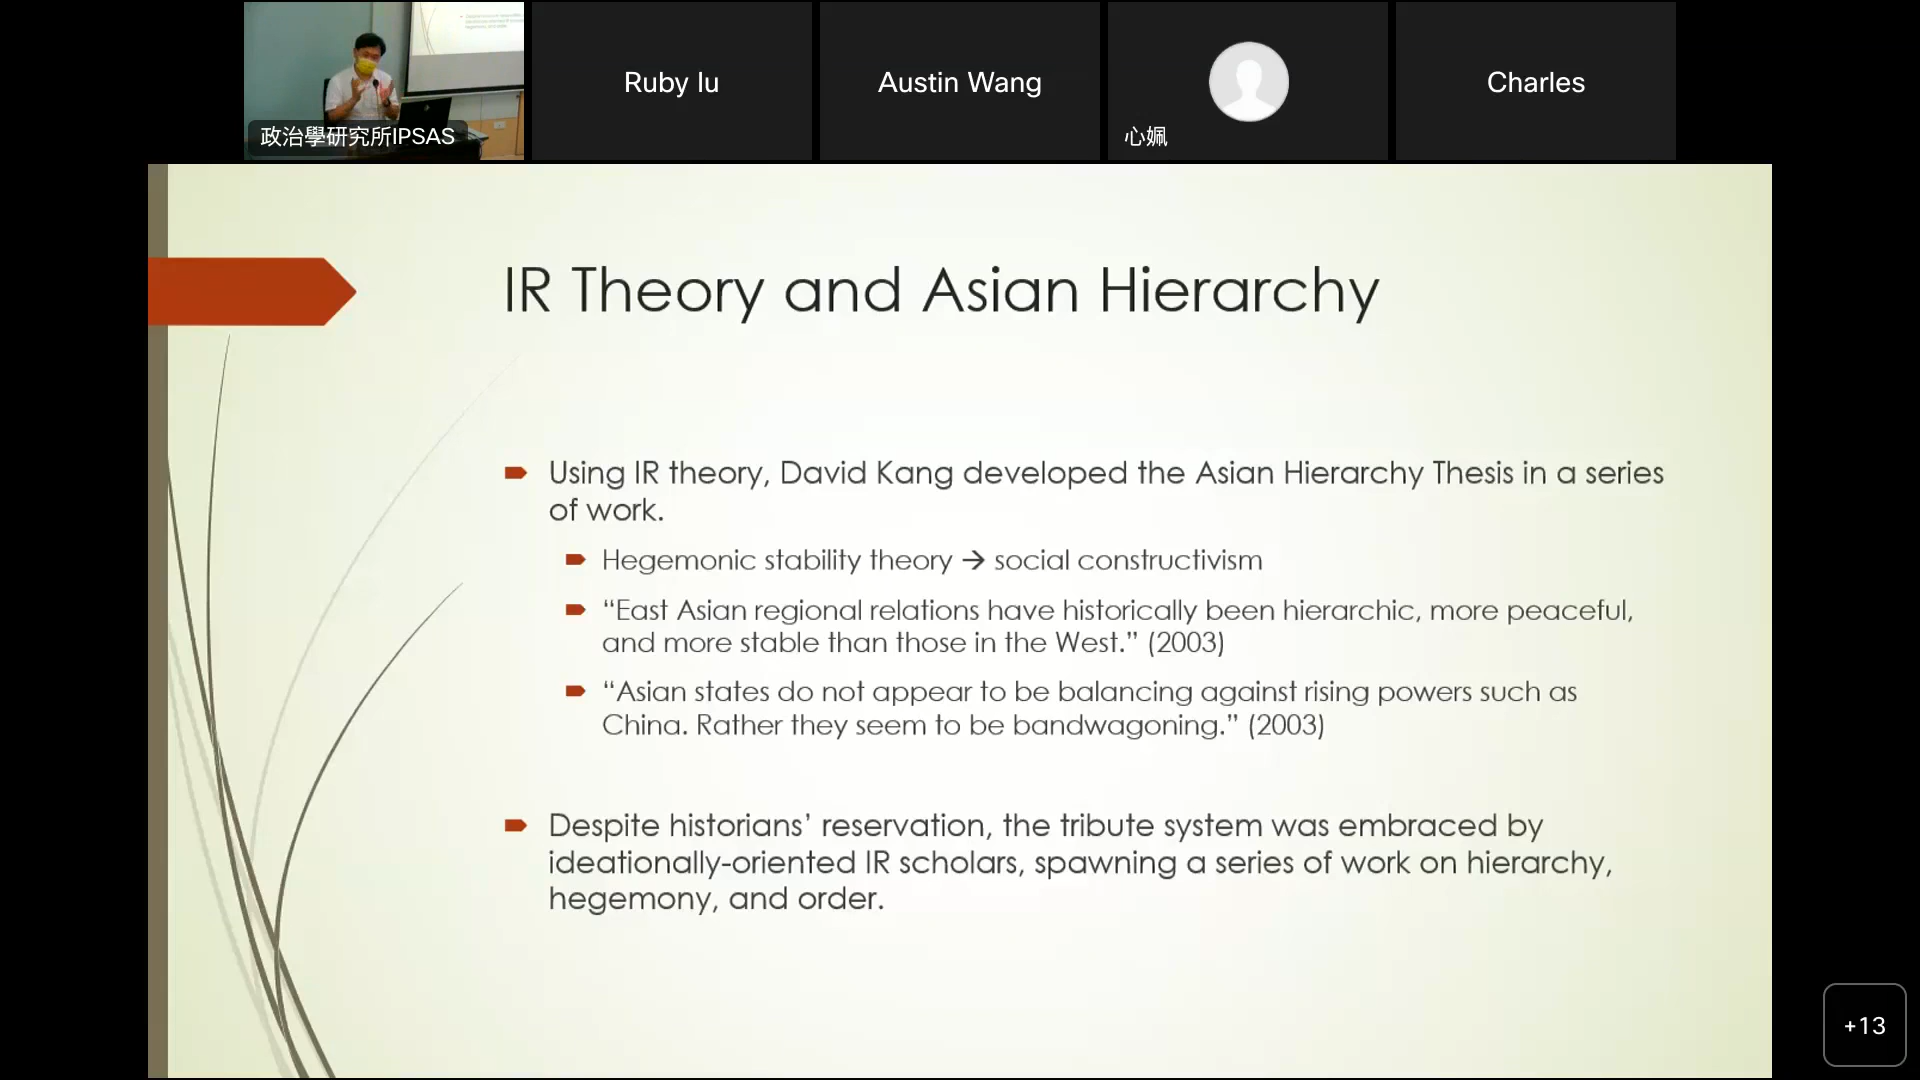 政治學研究所IPSAS
Ruby lu
Austin Wang
心姵
Charles
IR Theory and Asian Hierarchy
Using IR theory, David Kang developed the Asian Hierarchy Thesis in a series
of work.
Hegemonic stability theory → social constructivism
“East Asian regional relations have historically been hierarchic, more peaceful,
and more stable than those in the West.” (2003)
“Asian states do not appear to be balancing against rising powers such as
China. Rather they seem to be bandwagoning.” (2003)
Despite historians’ reservation, the tribute system was embraced by
ideationally-oriented IR scholars, spawning a series of work on hierarchy,
hegemony, and order.
+13